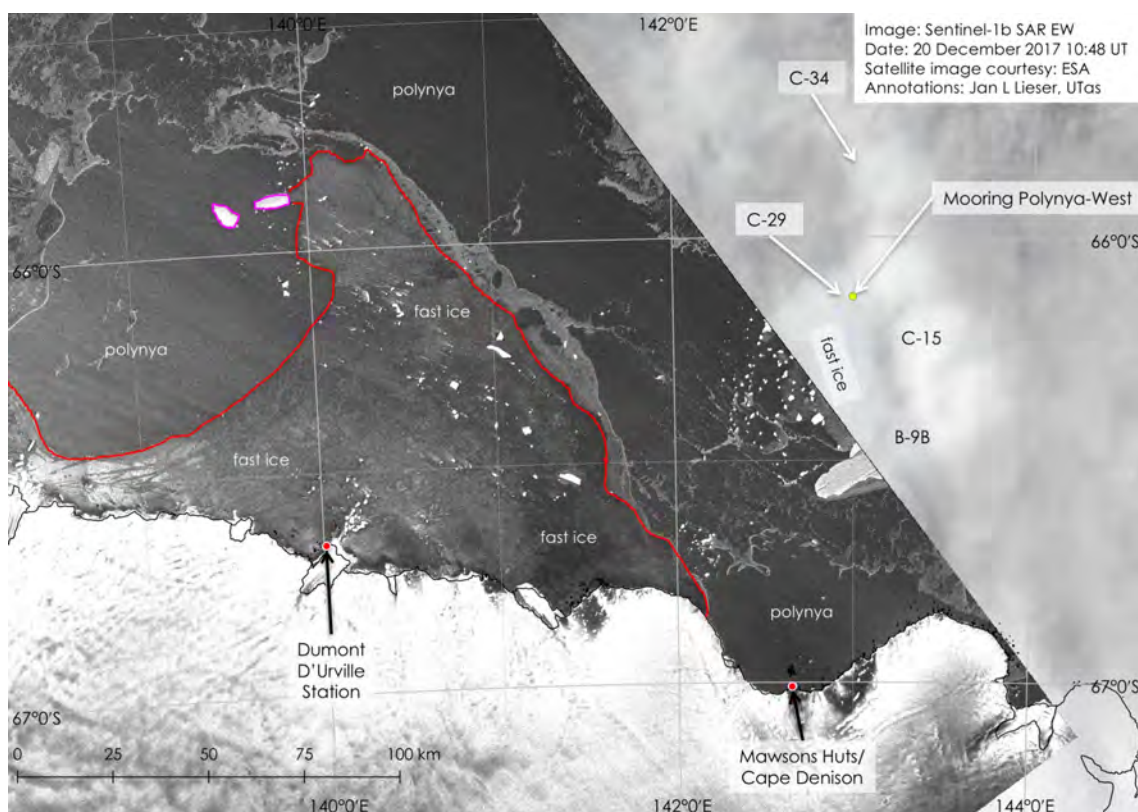 140°0'E
142°0'E
Image: Sentinel-1b SAR EW
Date: 20 December 2017 10:48 UT
Satellite image courtesy: ESA
Annotations: Jan L Lieser, UTas
C-34
polynya
Mooring Polynya-West
C-29
66°0'S
66°0'S
fast ice
C-15
fast ice
polynya
B-9B
fast ice
fast ice
polynya
Dumont
D'Urville
Station
67°0'S
67°0'S
0
25
50
75
100 km
Mawsons Huts/
Cape Denison
140°0'E
142°0'E
144°0'E